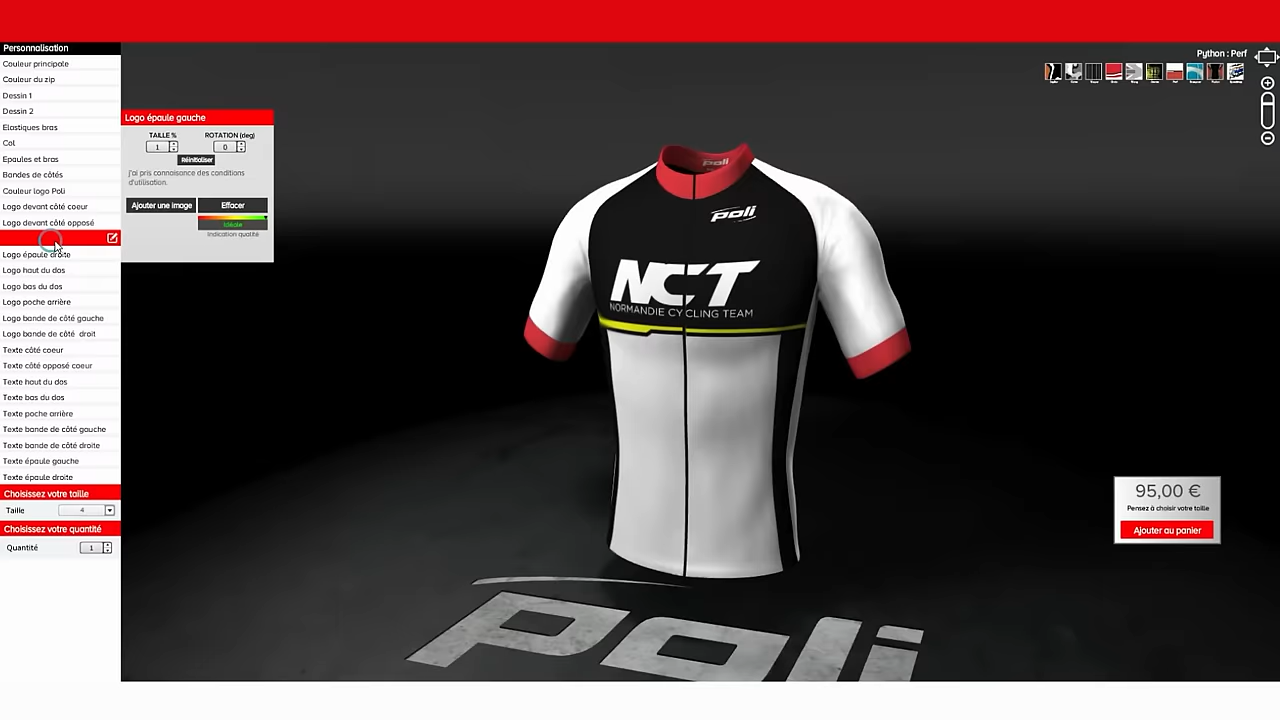 Personnalisation
Couleur principale
Couleur du zip
Dessin 1
Dessin 2
Elastiques bras
Col
Epaules et bras
Bandes de côtés
Couleur logo Poli
Logo devant côté coeur
Logo devant côté opposé
Logo épaule droite
Logo haut du dos
Logo bas du dos
Logo poche arrière
Logo bande de côté gauche
Logo bande de côté droit
Texte côté coeur
Texte côté opposé coeur
Texte haut du dos
Texte bas du dos
Texte poche arrière
Texte bande de côté gauche
Texte bande de côté droite
Texte épaule gauche
Texte épaule droite
Choisissez votre taille
Taille 4
Choisissez votre quantité
Quantité 1
Logo épaule gauche
TAILLE % ROTATION (deg)
1 0
Réinitialiser
j'ai pris connaissance des conditions
d'utilisation.
Ajouter une image Effacer
Idéale
Indication qualité
Python : Perf
poli
poli
NCT
NORMANDIE CYCLING TEAM
poli
95,00 €
Pensez à choisir votre taille
Ajouter au panier